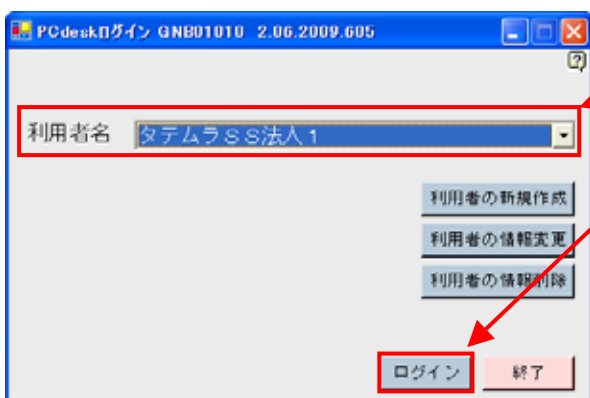 PCdeskログイン GNB01010 2.06.2009.605
利用者名 タテムラSS法人1
利用者の新規作成
利用者の情報変更
利用者の情報削除
ログイン 終了